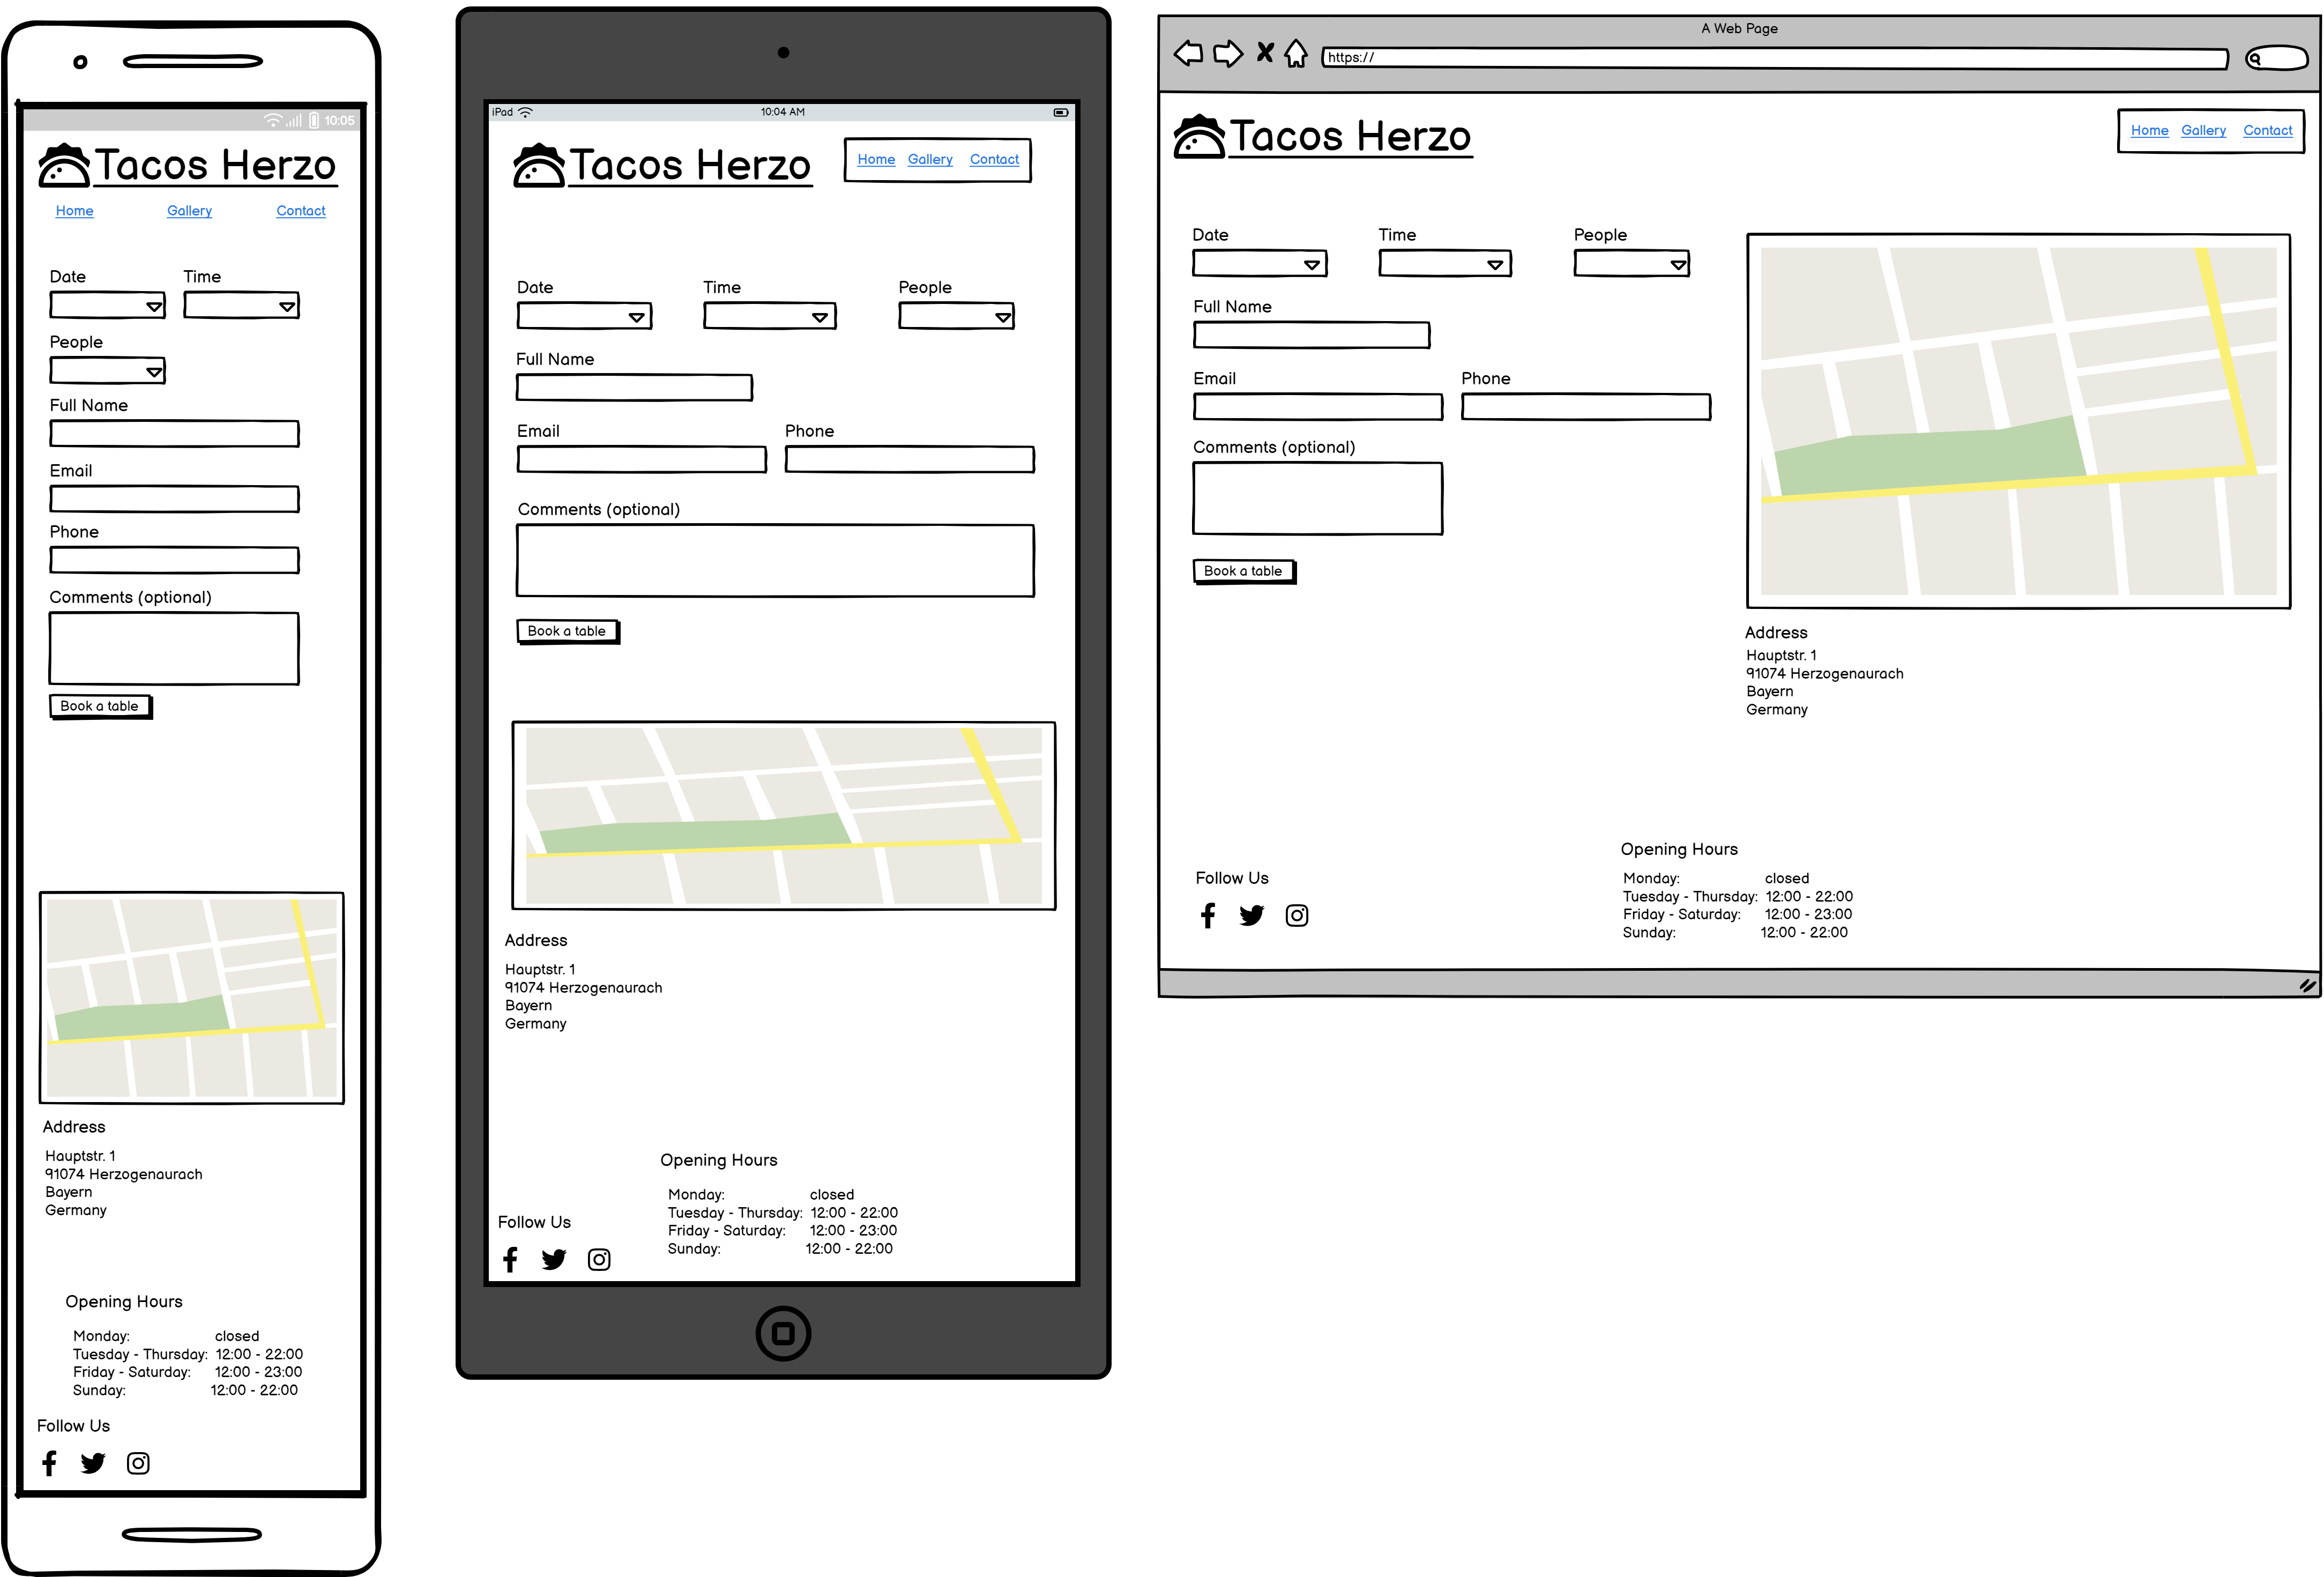 10:05
Tacos Herzo
Home Gallery Contact
Date Time
People
Full Name
Email
Phone
Comments (optional)
Book a table
Address
Hauptstr. 1
91074 Herzogenaurach
Bayern
Germany
Opening Hours
Monday: closed
Tuesday - Thursday: 12:00 - 22:00
Friday - Saturday: 12:00 - 23:00
Sunday: 12:00 - 22:00
Follow Us
iPad 10:04 AM
Tacos Herzo
Home Gallery Contact
Date Time People
Full Name
Email Phone
Comments (optional)
Book a table
Address
Hauptstr. 1
91074 Herzogenaurach
Bayern
Germany
Opening Hours
Monday: closed
Tuesday - Thursday: 12:00 - 22:00
Friday - Saturday: 12:00 - 23:00
Sunday: 12:00 - 22:00
Follow Us
A Web Page
https://
Tacos Herzo
Home Gallery Contact
Date Time People
Full Name
Email Phone
Comments (optional)
Book a table
Address
Hauptstr. 1
91074 Herzogenaurach
Bayern
Germany
Opening Hours
Monday: closed
Tuesday - Thursday: 12:00 - 22:00
Friday - Saturday: 12:00 - 23:00
Sunday: 12:00 - 22:00
Follow Us